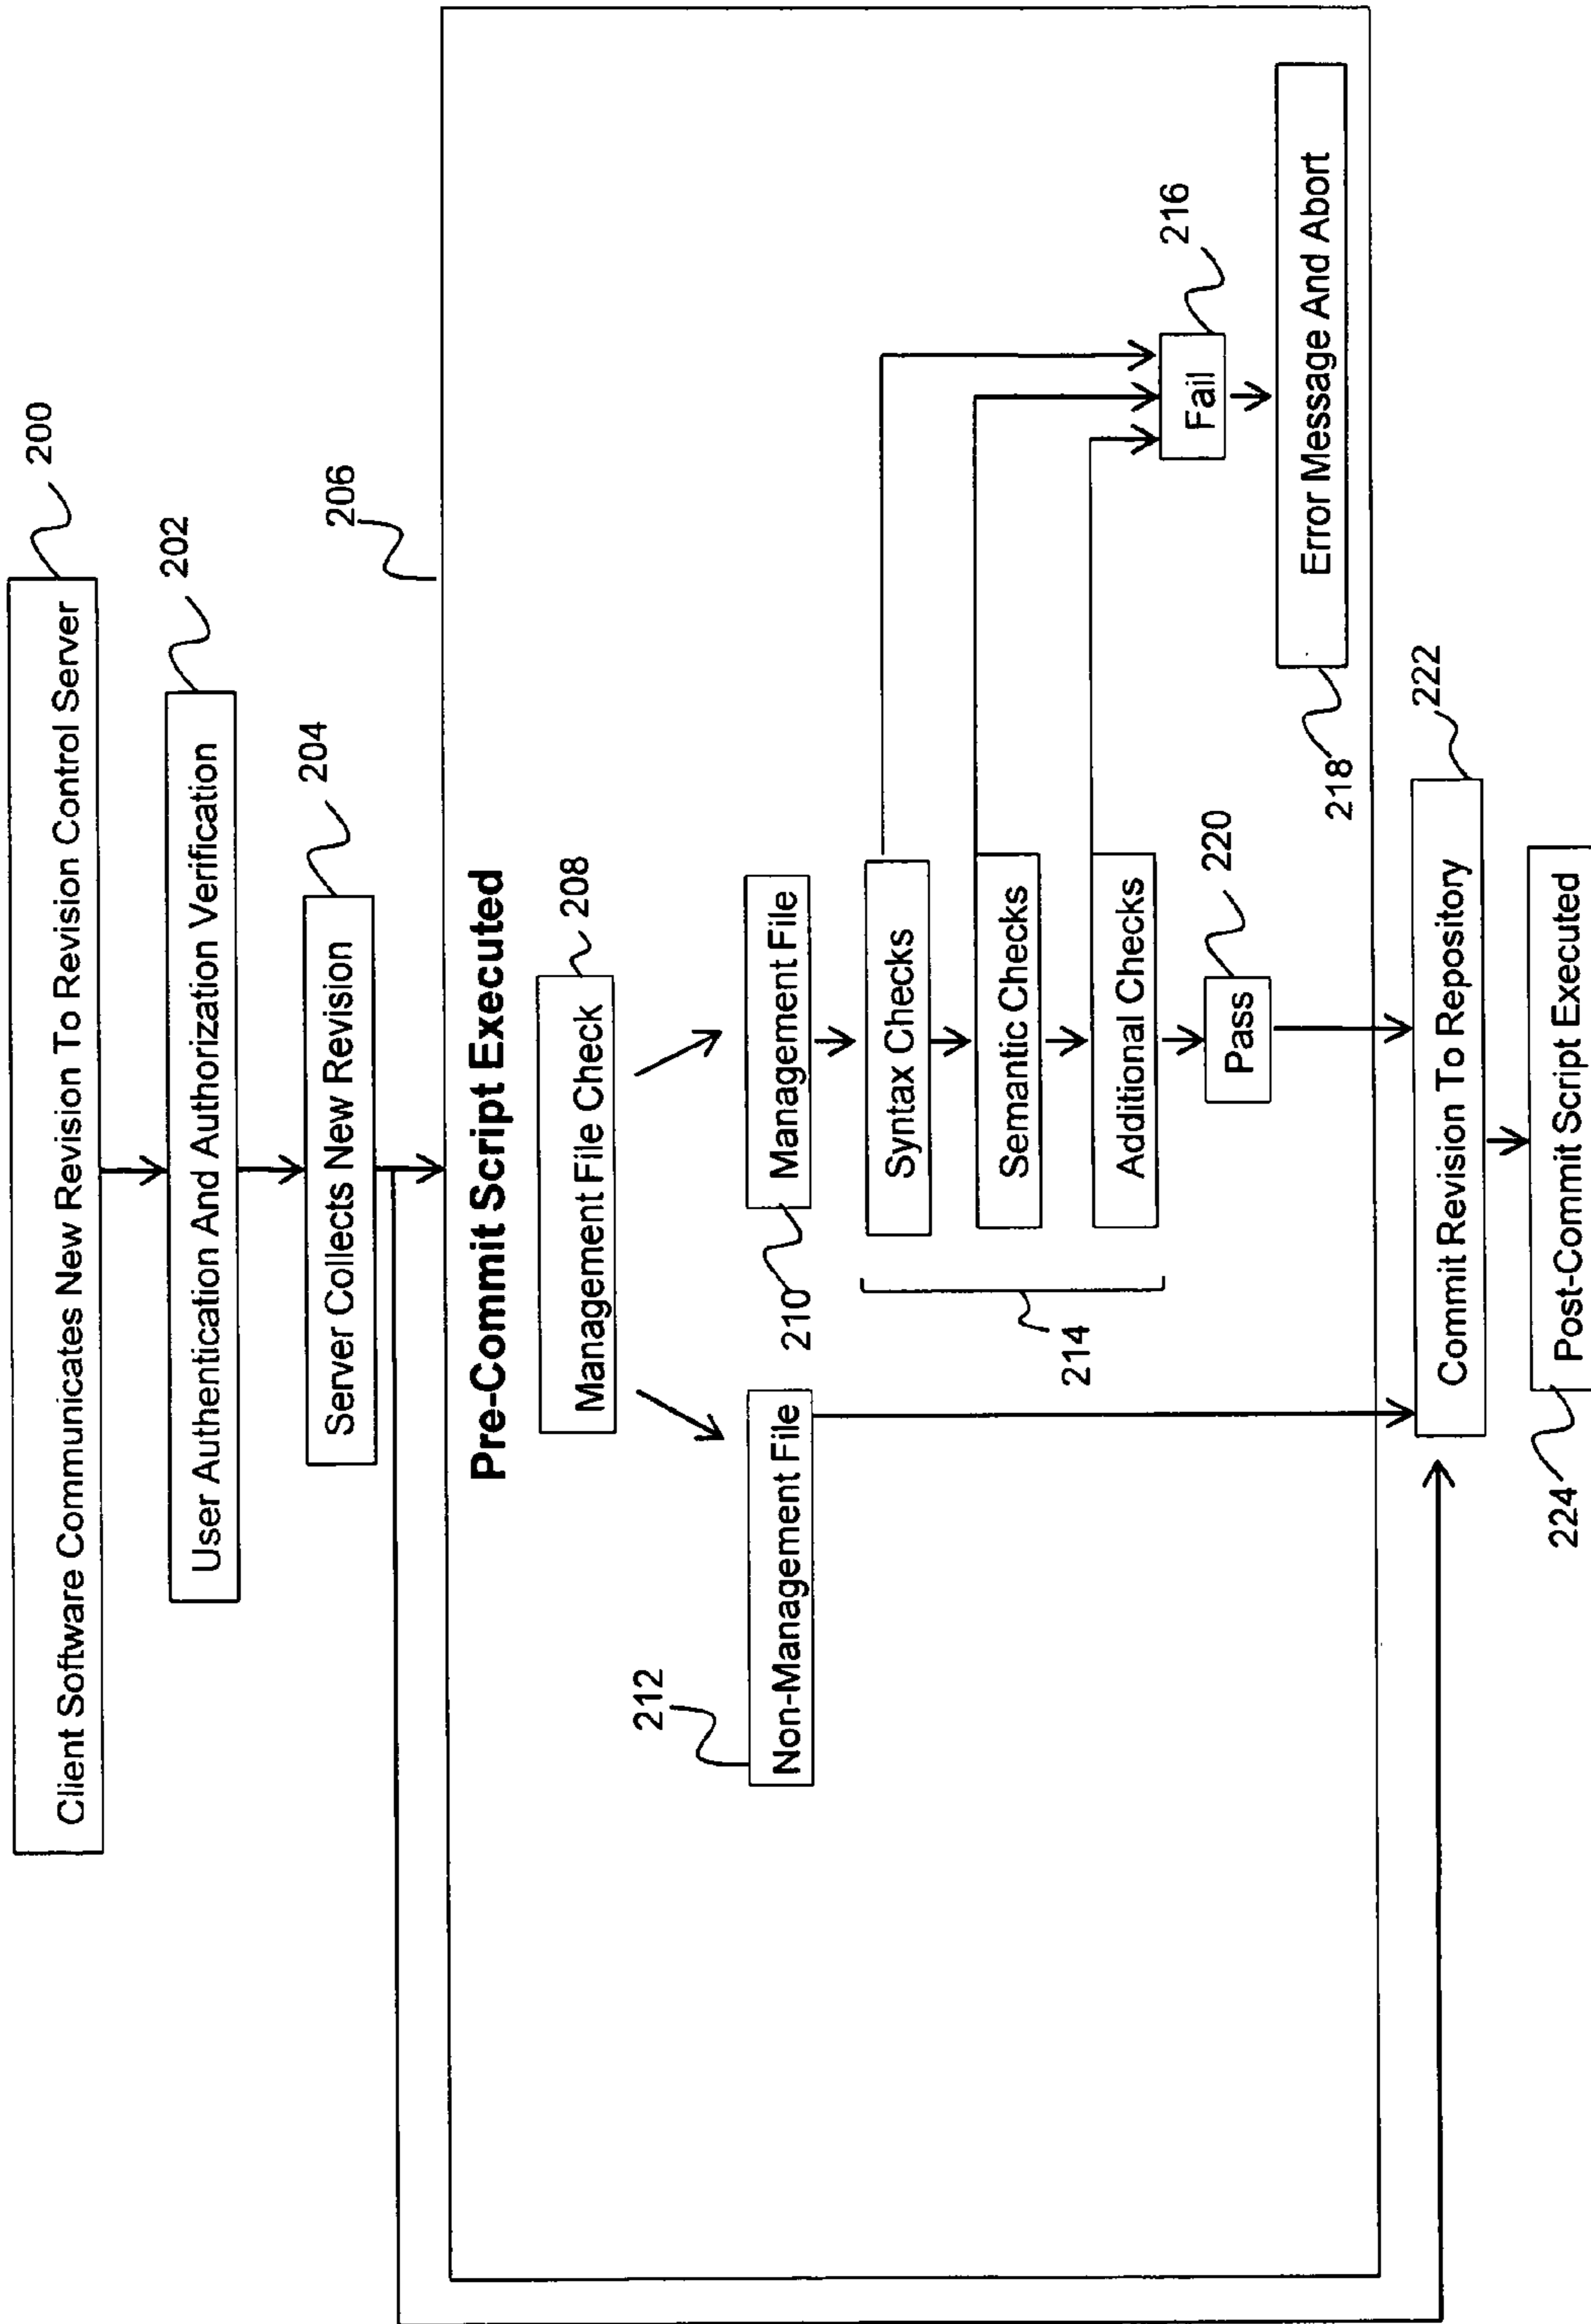 Client Software Communicates New Revision To Revision Control Server
200
User Authentication And Authorization Verification
202
Server Collects New Revision
204
206
Pre-Commit Script Executed
Management File Check
208
212
Non-Management File
210
Management File
214
Syntax Checks
Semantic Checks
Additional Checks
220
Pass
216
Fail
218
Error Message And Abort
222
Commit Revision To Repository
224
Post-Commit Script Executed